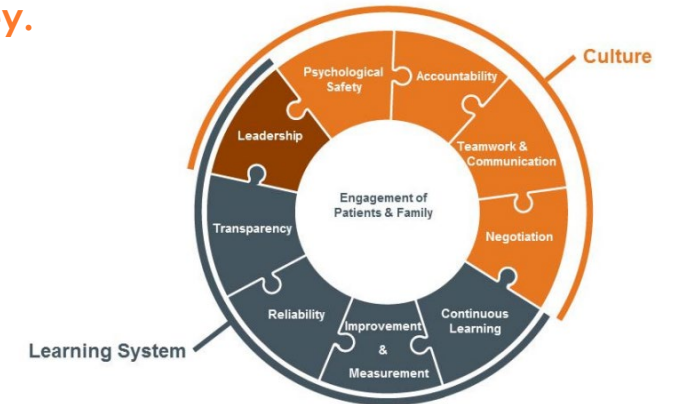 y.
Culture
Psychological
Safety
Accountability
Leadership
Teamwork &
Communication
Engagement of
Patients & Family
Transparency
Negotiation
Reliability
Improvement
&
Measurement
Continuous
Learning
Learning System